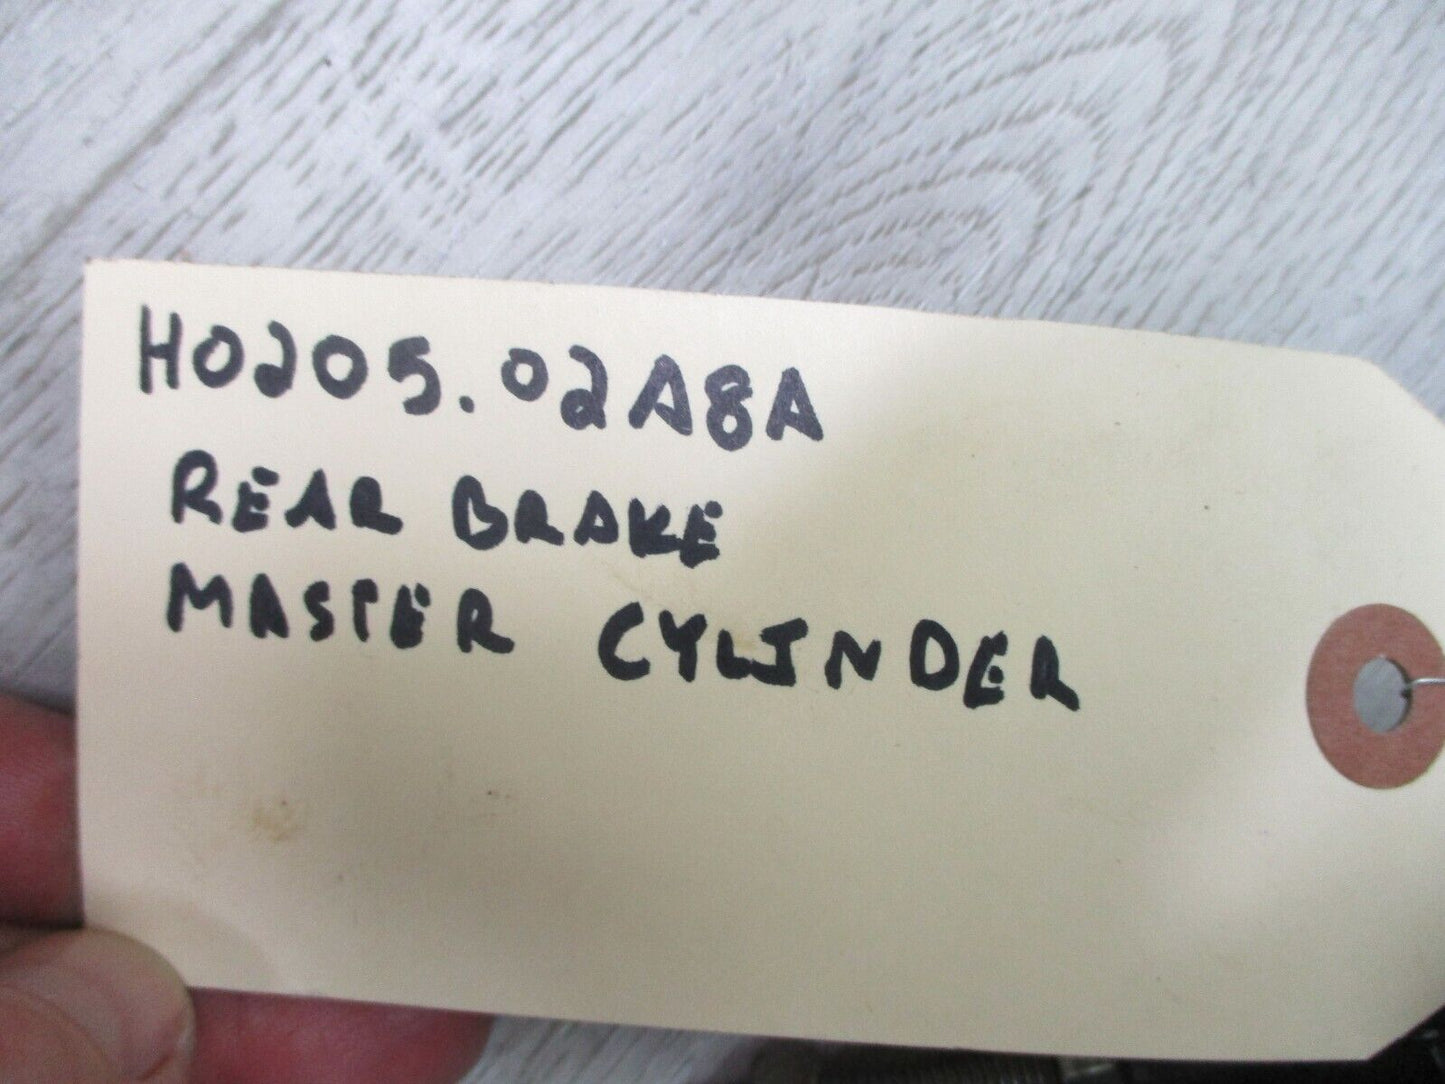 H0205.02A8A
REAR BRAKE
MASTER CYLINDER